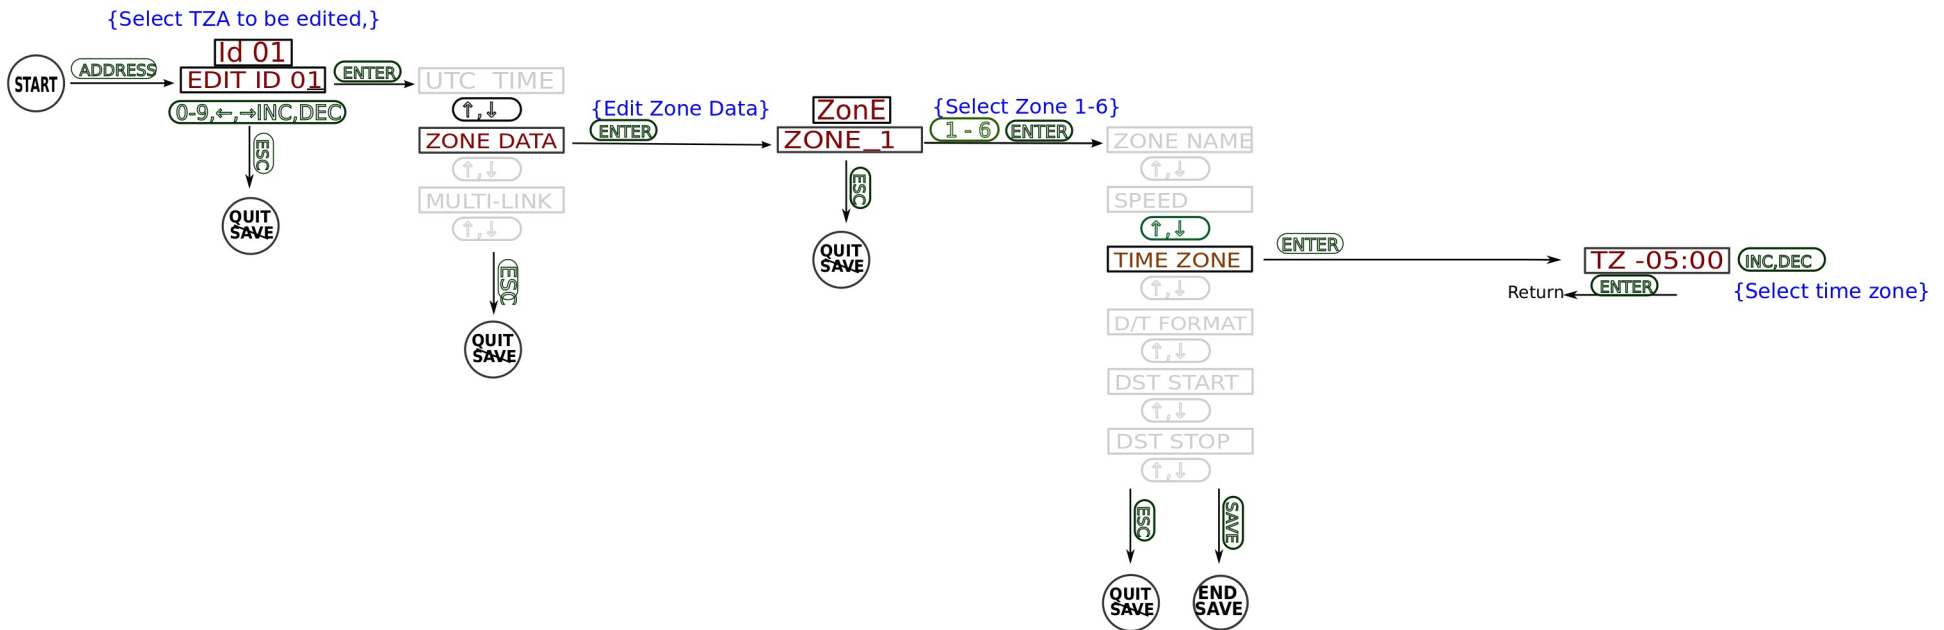 {Select TZA to be edited,}
Id 01
START
ADDRESS
EDIT ID 01
ENTER
0-9,←,→INC,DEC
ESC
QUIT
SAVE
UTC TIME
↑,↓
ZONE DATA
↑,↓
MULTI-LINK
↑,↓
ESC
QUIT
SAVE
{Edit Zone Data}
ENTER
ZonE
ZONE_1
ESC
QUIT
SAVE
{Select Zone 1-6}
1 - 6 ENTER
ZONE NAME
↑,↓
SPEED
↑,↓
TIME ZONE
↑,↓
D/T FORMAT
↑,↓
DST START
↑,↓
DST STOP
↑,↓
ESC
SAVE
QUIT
SAVE
END
SAVE
ENTER
TZ -05:00
INC,DEC
Return
ENTER
{Select time zone}